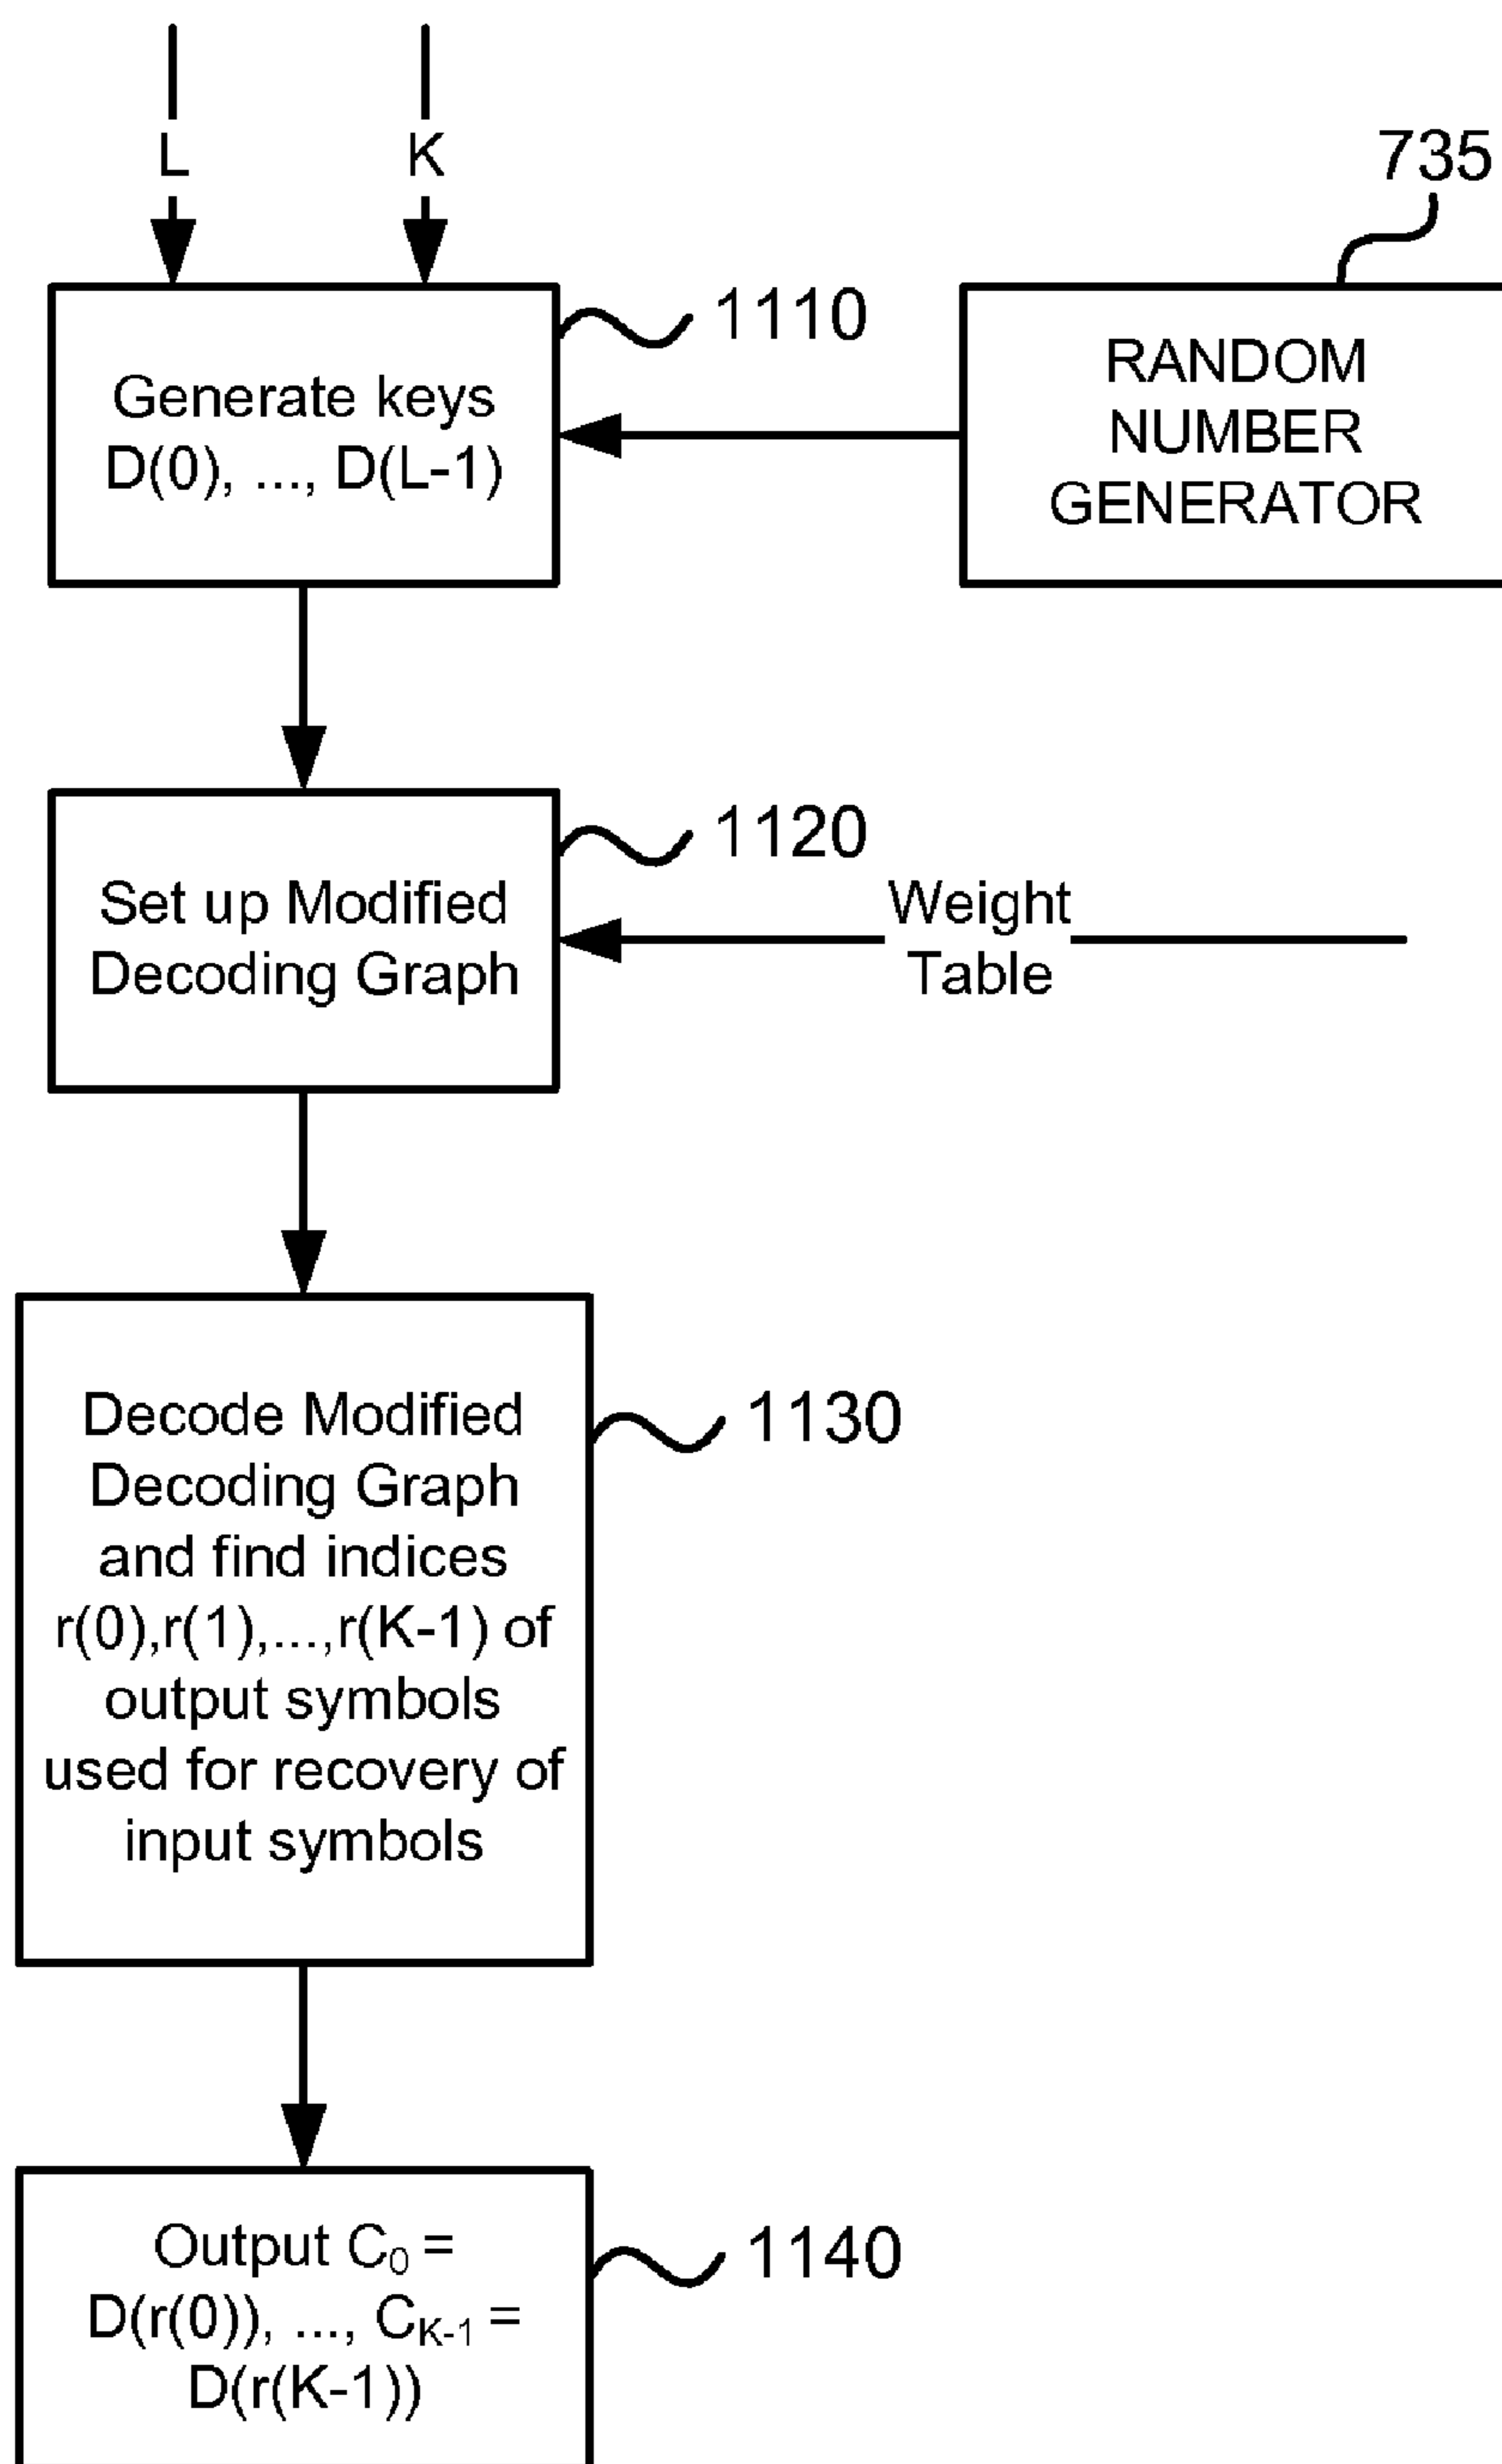 L
K
735
1110
Generate keys
D(0), ..., D(L-1)
RANDOM
NUMBER
GENERATOR
1120
Set up Modified
Decoding Graph
Weight
Table
1130
Decode Modified
Decoding Graph
and find indices
r(0),r(1),...,r(K-1) of
output symbols
used for recovery of
input symbols
1140
Output C₀ =
D(r(0)), ..., C_{K-1} =
D(r(K-1))